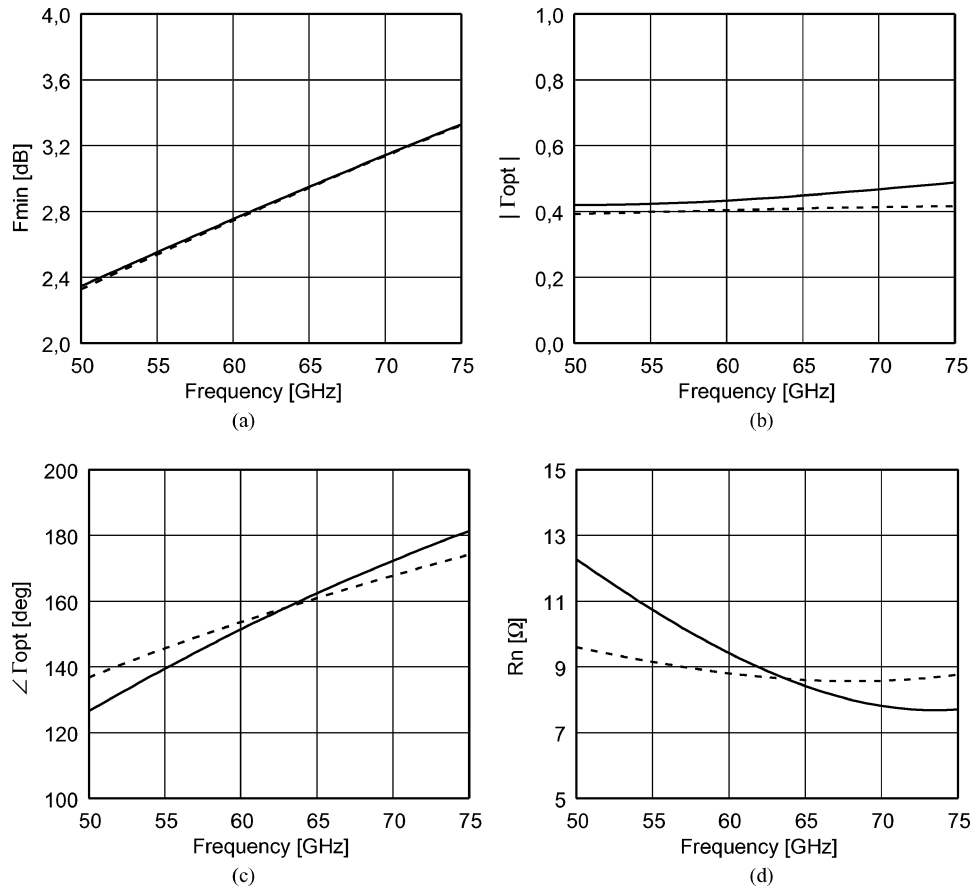 4,0
3,6
3,2
2,8
2,4
2,0
Fmin [dB]
50 55 60 65 70 75
Frequency [GHz]
(a)
1,0
0,8
0,6
0,4
0,2
0,0
| Γopt |
50 55 60 65 70 75
Frequency [GHz]
(b)
200
180
160
140
120
100
∠ Γopt [deg]
50 55 60 65 70 75
Frequency [GHz]
(c)
15
13
11
9
7
5
Rn [Ω]
50 55 60 65 70 75
Frequency [GHz]
(d)